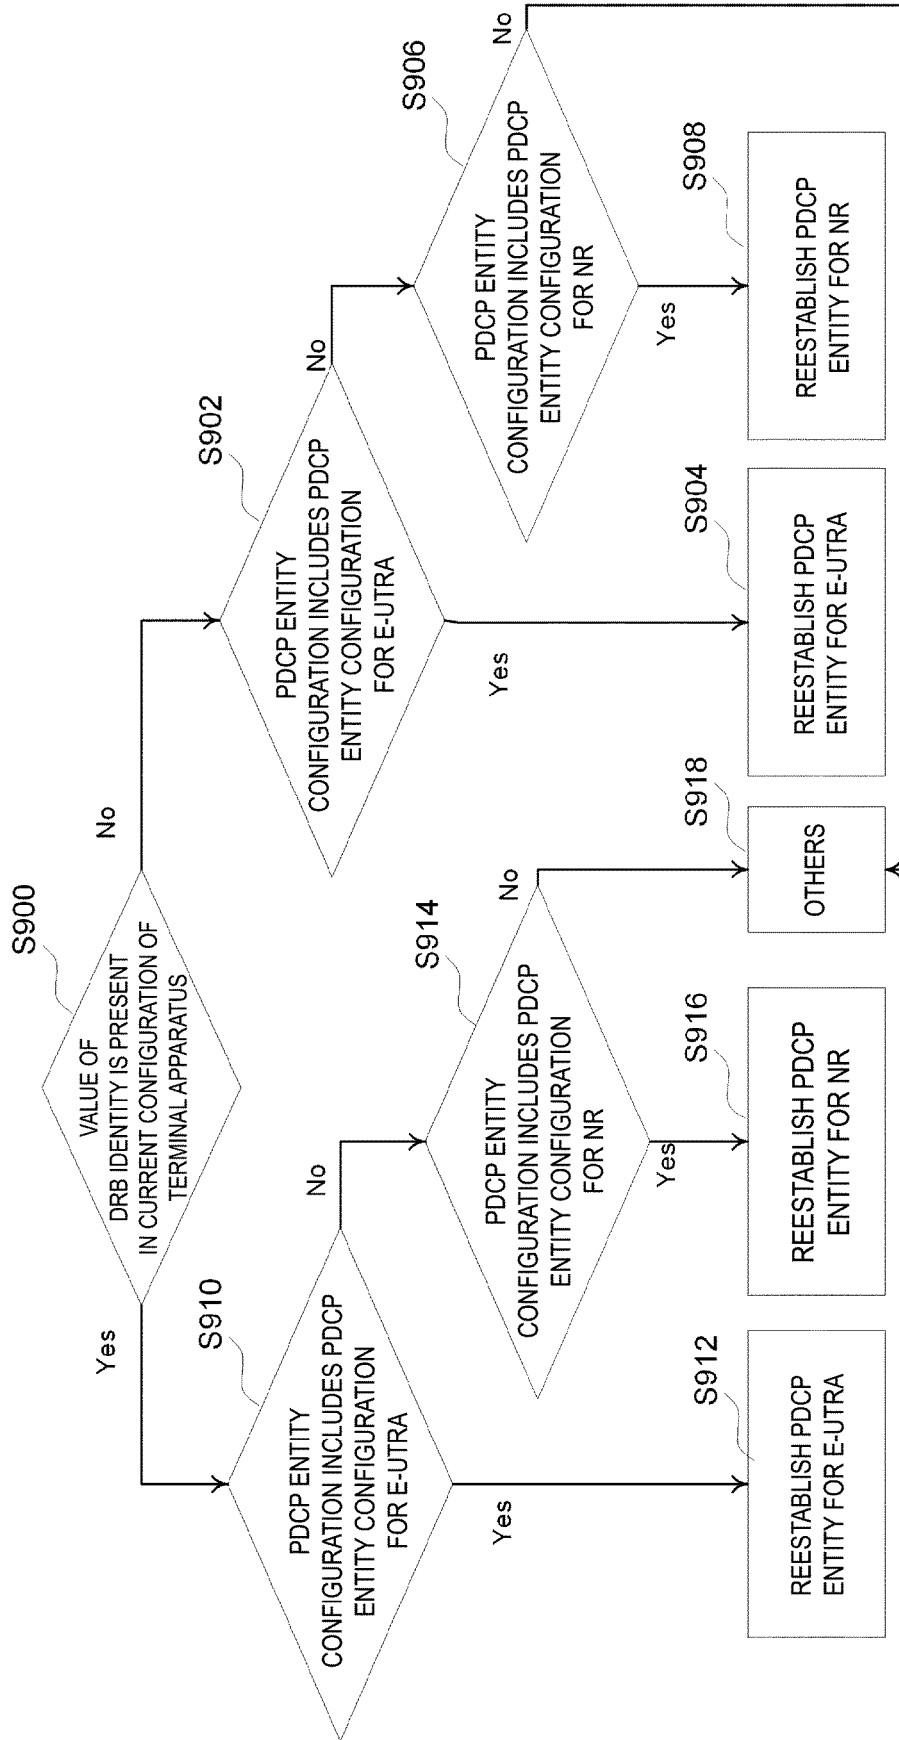 S900
VALUE OF
DRB IDENTITY IS PRESENT
IN CURRENT CONFIGURATION OF
TERMINAL APPARATUS
Yes
No
S910
PDCP ENTITY
CONFIGURATION INCLUDES PDCP
ENTITY CONFIGURATION
FOR E-UTRA
Yes
No
S902
PDCP ENTITY
CONFIGURATION INCLUDES PDCP
ENTITY CONFIGURATION
FOR E-UTRA
Yes
No
S914
PDCP ENTITY
CONFIGURATION INCLUDES PDCP
ENTITY CONFIGURATION
FOR NR
Yes
No
S906
PDCP ENTITY
CONFIGURATION INCLUDES PDCP
ENTITY CONFIGURATION
FOR NR
Yes
No
S912
REESTABLISH PDCP
ENTITY FOR E-UTRA
S916
REESTABLISH PDCP
ENTITY FOR NR
S918
OTHERS
S904
REESTABLISH PDCP
ENTITY FOR E-UTRA
S908
REESTABLISH PDCP
ENTITY FOR NR